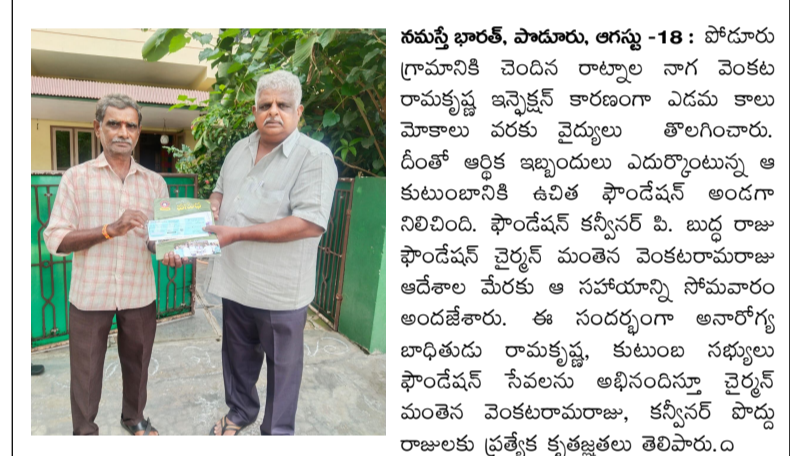 నమస్తే భారత్, పొడూరు, ఆగస్టు -18 : పోడూరు
గ్రామానికి చెందిన రాట్నాల నాగ వెంకట
రామకృష్ణ ఇన్ఫెక్షన్ కారణంగా ఎడమ కాలు
మోకాలు వరకు వైద్యులు తొలగించారు.
దీంతో ఆర్థిక ఇబ్బందులు ఎదుర్కొంటున్న ఆ
కుటుంబానికి ఉచిత ఫౌండేషన్ అండగా
నిలిచింది. ఫౌండేషన్ కన్వీనర్ పి. బుద్ధ రాజు
ఫౌండేషన్ చైర్మన్ మంతెన వెంకటరామరాజు
ఆదేశాల మేరకు ఆ సహాయాన్ని సోమవారం
అందజేశారు. ఈ సందర్భంగా అనారోగ్య
బాధితుడు రామకృష్ణ, కుటుంబ సభ్యులు
ఫౌండేషన్ సేవలను అభినందిస్తూ చైర్మన్
మంతెన వెంకటరామరాజు, కన్వీనర్ పొద్దు
రాజులకు ప్రత్యేక కృతజ్ఞతలు తెలిపారు.